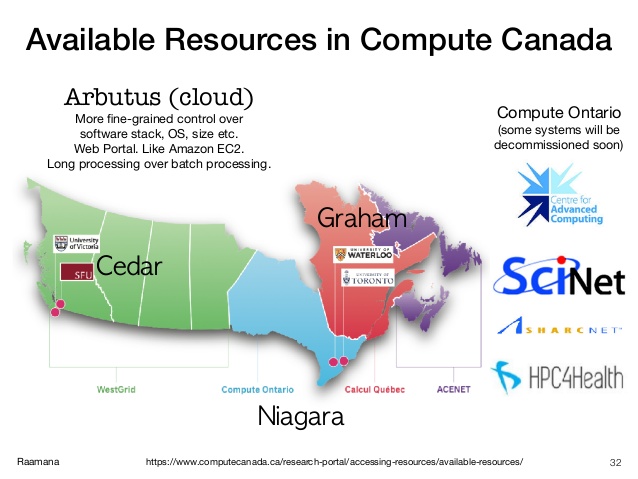 Available Resources in Compute Canada
Arbutus (cloud)
More fine-grained control over
software stack, OS, size etc.
Web Portal. Like Amazon EC2.
Long processing over batch processing.
Compute Ontario
(some systems will be
decommissioned soon)
Centre for
Advanced
Computing
SciNet
SHARCNET™
HPC4Health
Graham
UNIVERSITY OF
WATERLOO
UNIVERSITY OF
TORONTO
University
of Victoria
SFU
Cedar
WestGrid
Compute Ontario
Calcul Québec
ACENET
Niagara
Raamana
https://www.computecanada.ca/research-portal/accessing-resources/available-resources/
32